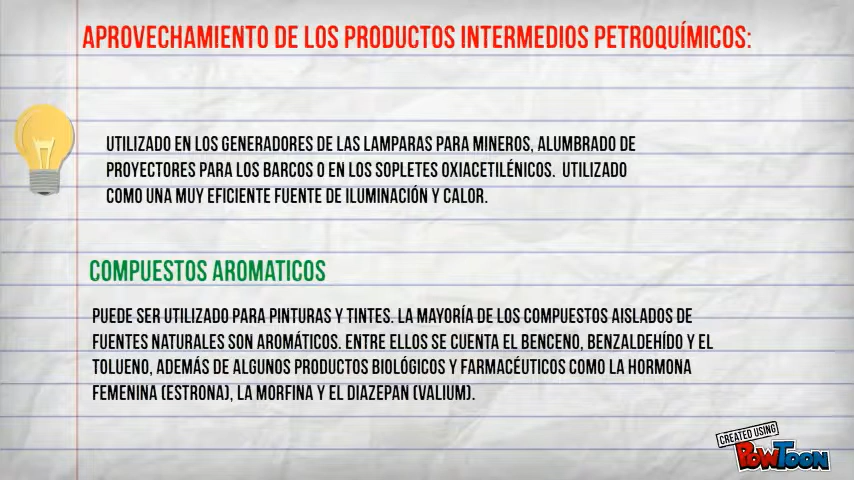 APROVECHAMIENTO DE LOS PRODUCTOS INTERMEDIOS PETROQUÍMICOS:
UTILIZADO EN LOS GENERADORES DE LAS LAMPARAS PARA MINEROS, ALUMBRADO DE
PROYECTORES PARA LOS BARCOS O EN LOS SOPLETES OXIACETILÉNICOS. UTILIZADO
COMO UNA MUY EFICIENTE FUENTE DE ILUMINACIÓN Y CALOR.
COMPUESTOS AROMATICOS
PUEDE SER UTILIZADO PARA PINTURAS Y TINTES. LA MAYORÍA DE LOS COMPUESTOS AISLADOS DE
FUENTES NATURALES SON AROMÁTICOS. ENTRE ELLOS SE CUENTA EL BENCENO, BENZALDEHÍDO Y EL
TOLUENO, ADEMÁS DE ALGUNOS PRODUCTOS BIOLÓGICOS Y FARMACÉUTICOS COMO LA HORMONA
FEMENINA (ESTRONA), LA MORFINA Y EL DIAZEPAN (VALIUM).
CREATED USING
POWTOON